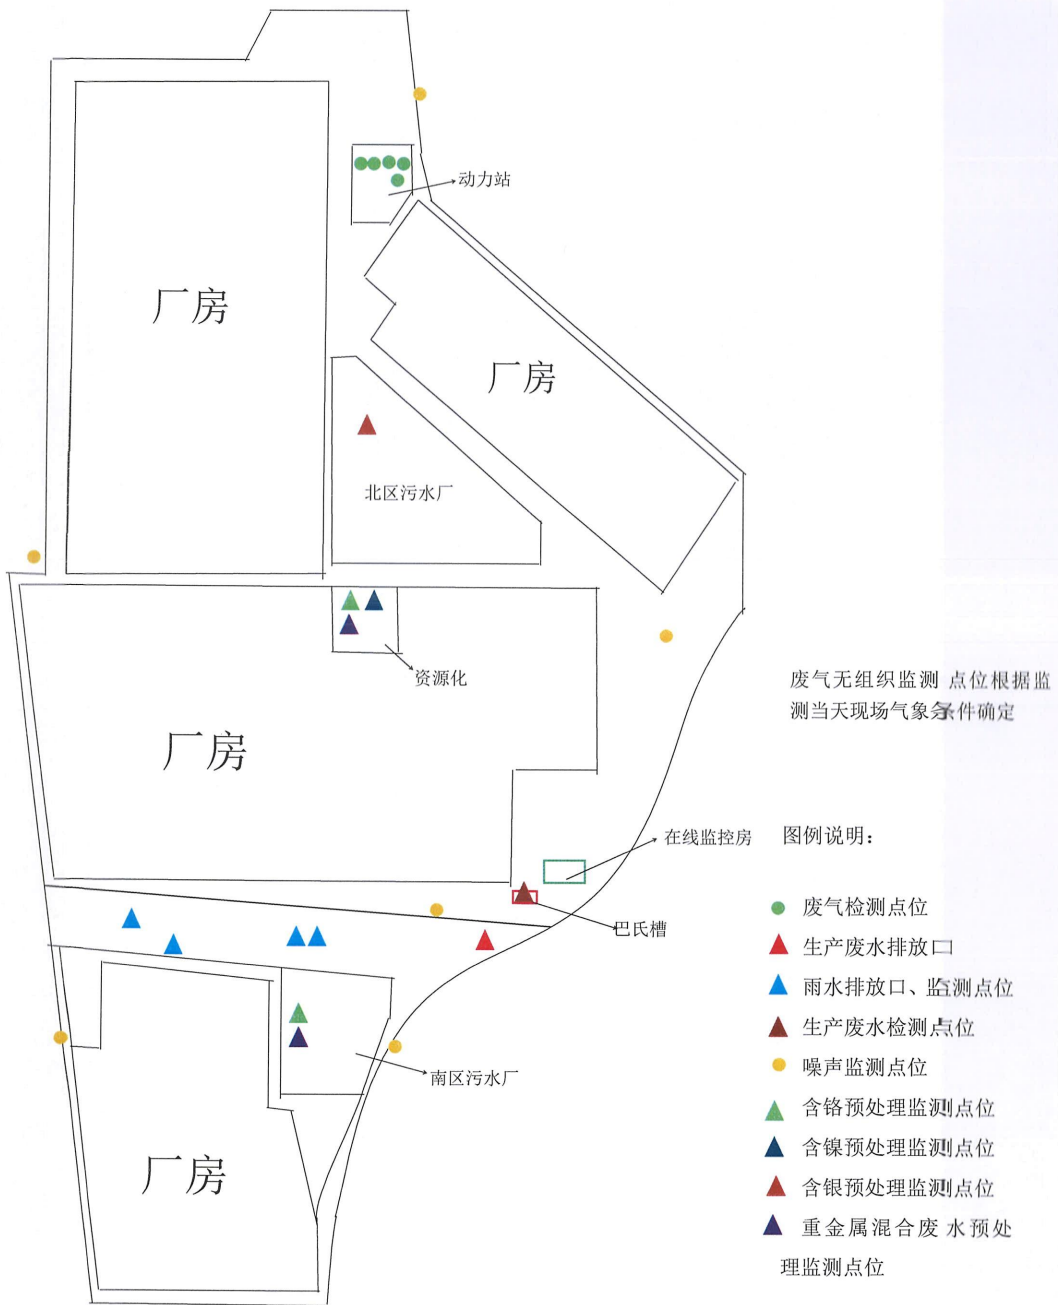 动力站
厂房
厂房
北区污水厂
资源化
废气无组织监测点位根据监
测当天现场气象条件确定
厂房
在线监控房
图例说明：
巴氏槽
废气检测点位
生产废水排放口
雨水排放口、监测点位
生产废水检测点位
噪声监测点位
南区污水厂
含铬预处理监测点位
含镍预处理监测点位
厂房
含银预处理监测点位
重金属混合废水预处
理监测点位